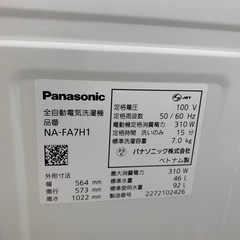 Panasonic
全自動電気洗濯機
品番
NA-FA7H1
外形寸法
幅 564 mm
奥行 573 mm
高さ 1022 mm
JET
定格電圧 100 V
定格周波数 50 / 60 Hz
電動機定格消費電力 310 W
定格時間 洗いのみ 15 分
標準容量 7.0 kg
パナソニック株式会社
ベトナム製
最大消費電力 310 W
標準水量 46 L
標準使用水量 92 L
製造番号 2272102426